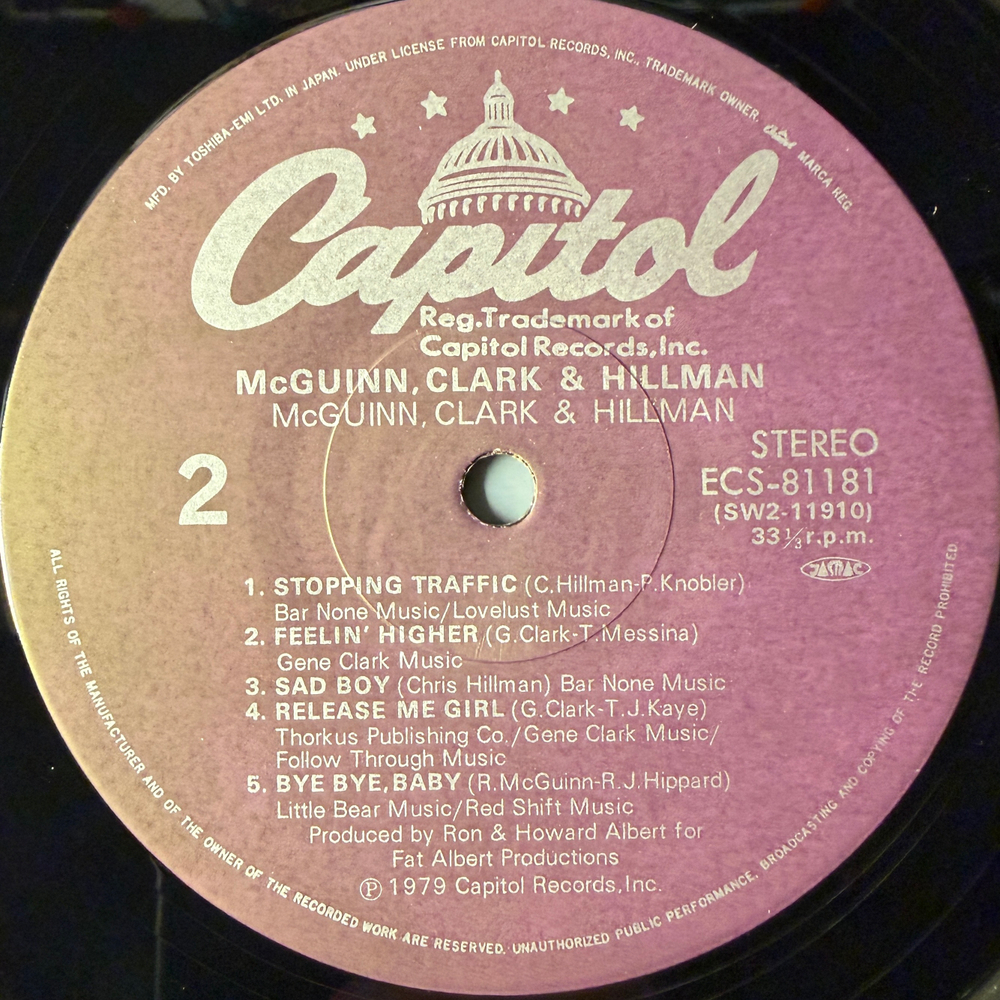 MFD. BY TOSHIBA-EMI LTD. IN JAPAN. UNDER LICENSE FROM CAPITOL RECORDS, INC., TRADEMARK OWNER. Capitol MARCA REG.
Capitol
Reg.Trademark of
Capitol Records,Inc.
McGUINN, CLARK & HILLMAN
McGUINN, CLARK & HILLMAN
STEREO
2
ECS-81181
(SW2-11910)
33 1/3 r.p.m.
JASRAC
1. STOPPING TRAFFIC (C.Hillman-P.Knobler)
Bar None Music/Lovelust Music
2. FEELIN' HIGHER (G.Clark-T.Messina)
Gene Clark Music
3. SAD BOY (Chris Hillman) Bar None Music
4. RELEASE ME GIRL (G.Clark-T.J.Kaye)
Thorkus Publishing Co./Gene Clark Music/
Follow Through Music
5. BYE BYE, BABY (R.McGuinn-R.J.Hippard)
Little Bear Music/Red Shift Music
Produced by Ron & Howard Albert for
Fat Albert Productions
℗ 1979 Capitol Records, Inc.
ALL RIGHTS OF THE MANUFACTURER AND OF THE OWNER OF THE RECORDED WORK ARE RESERVED. UNAUTHORIZED PUBLIC PERFORMANCE, BROADCASTING AND COPYING OF THE RECORD PROHIBITED.